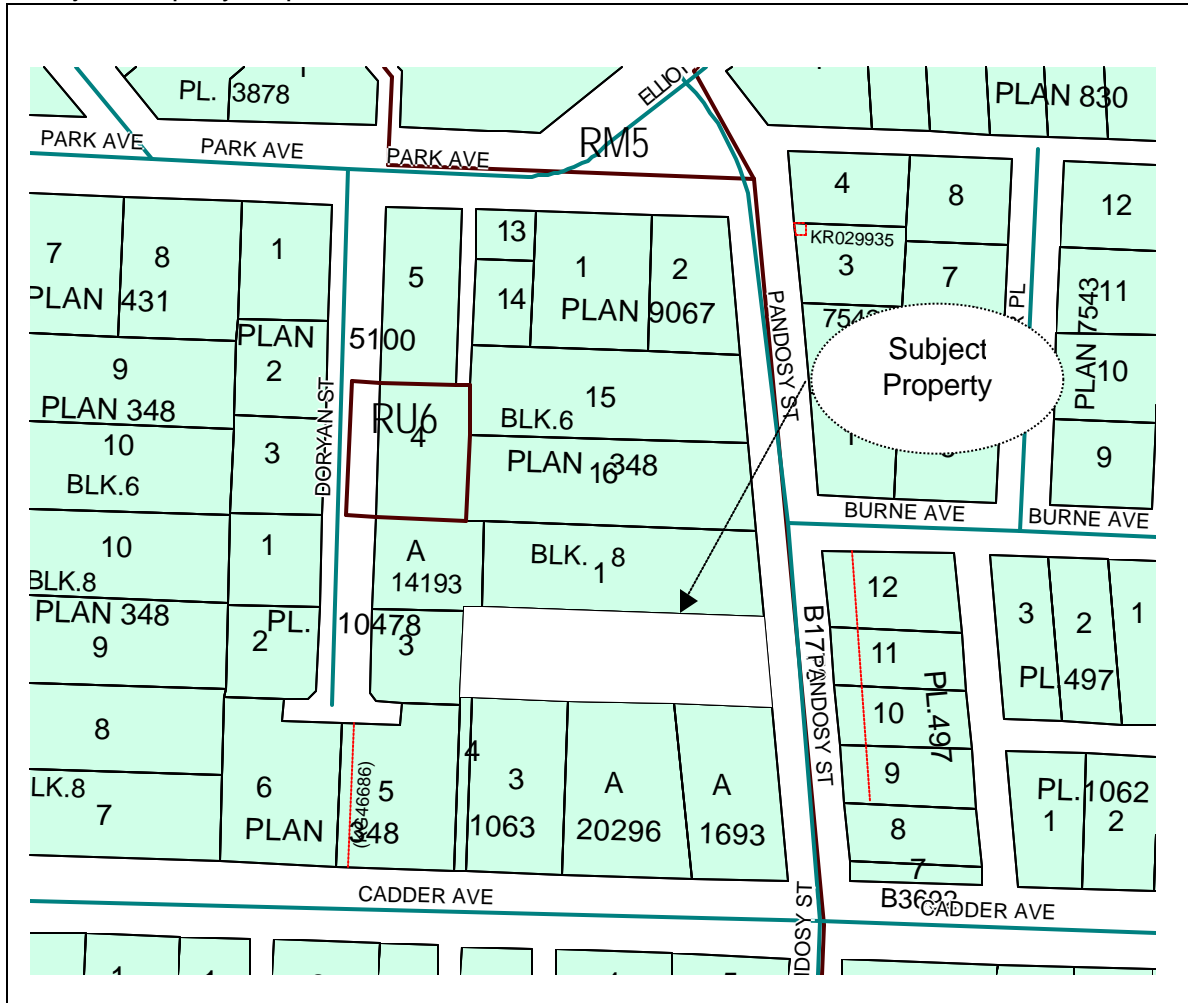 PL. 3878
ELLIOT
PLAN 830
PARK AVE
PARK AVE
PARK AVE
RM5
4
8
12
KR029935
3
7
7
8
1
5
13
14
1
2
PLAN 431
PLAN 9067
PANDOSY ST
PLAN 7543
11
10
9
Subject
Property
PLAN
2
5100
9
PLAN 348
10
BLK.6
3
DORYAN ST
RU6
4
15
BLK.6
PLAN 348
16
BURNE AVE
BURNE AVE
10
BLK.8
PLAN 348
9
1
2
PL. 10478
A
14193
3
BLK. 8
1
12
11
10
9
8
7
PL.497
B17
PANDOSY ST
3
2
1
PL.497
PL.1062
1
2
8
7
6
PLAN 348
5
4
3
1063
A
20296
A
1693
CADDER AVE
CADDER AVE